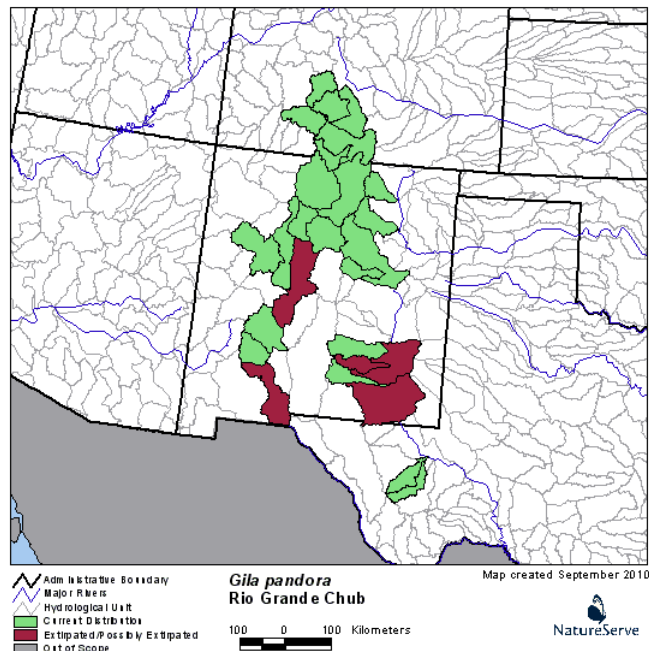 Administrative Boundary
Major Rivers
Hydrological Unit
Current Distribution
Extirpated/Possibly Extirpated
Out of Scope
Gila pandora
Rio Grande Chub
100 0 100 Kilometers
Map created September 2010
NatureServe